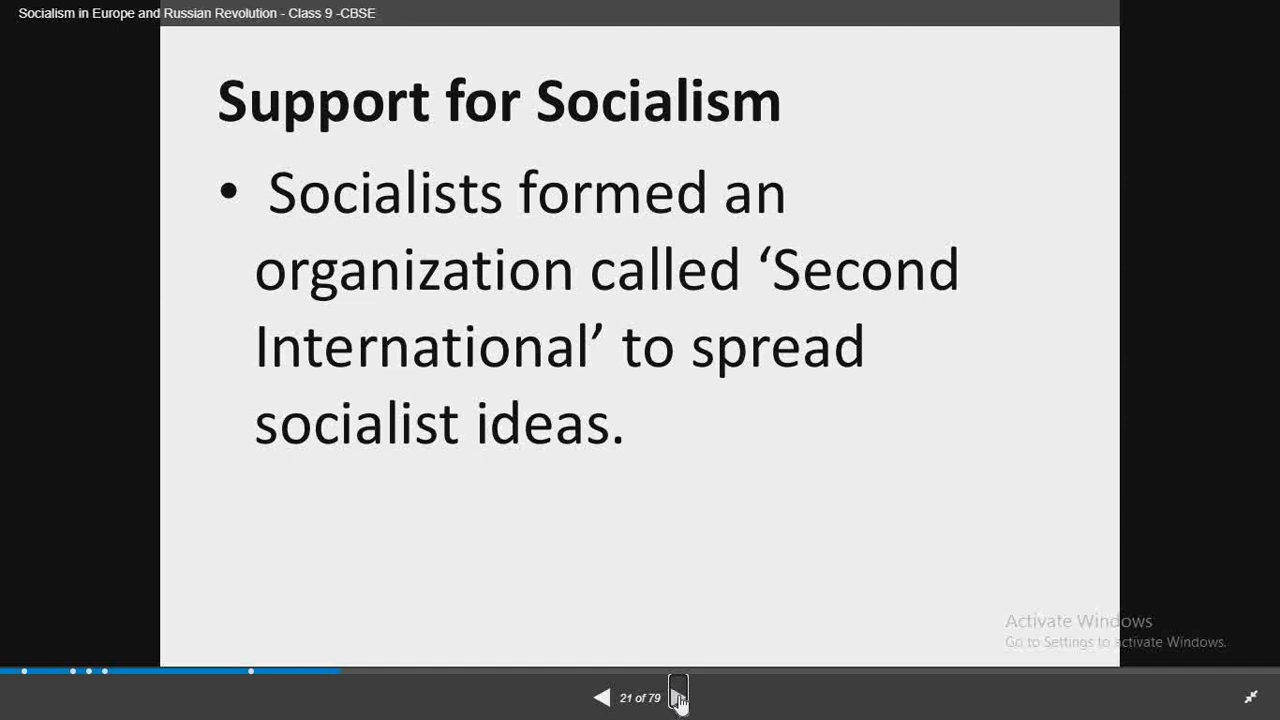 Socialism in Europe and Russian Revolution - Class 9 -CBSE
Support for Socialism
• Socialists formed an
organization called ‘Second
International’ to spread
socialist ideas.
Activate Windows
Go to Settings to activate Windows.
21 of 79